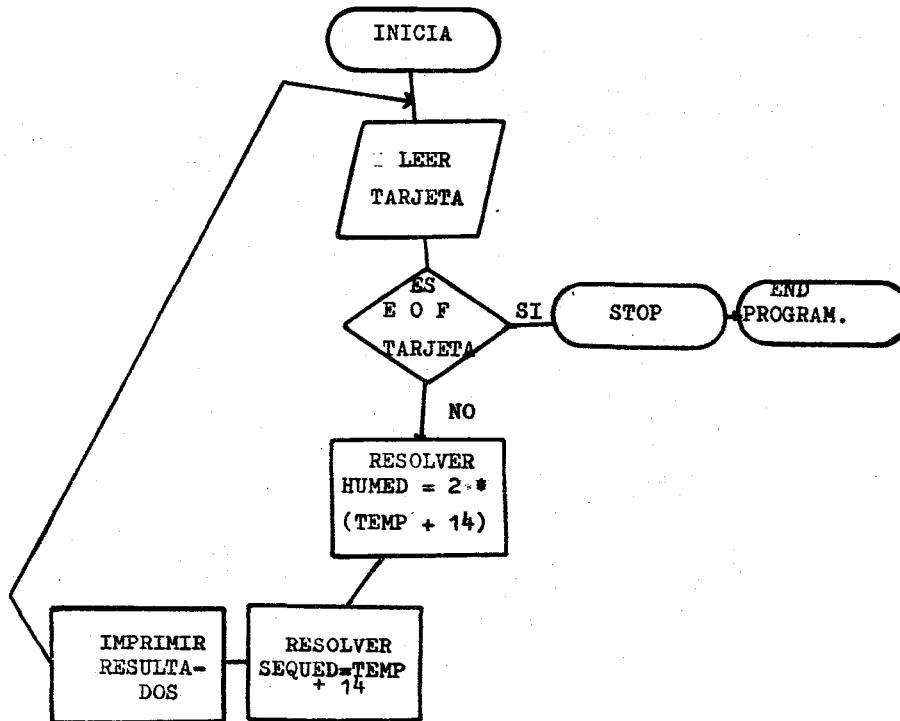 INICIA
LEER
TARJETA
ES
E O F
TARJETA
SI
STOP
END
PROGRAM.
NO
RESOLVER
HUMED = 2 *
(TEMP + 14)
RESOLVER
SEQUED=TEMP
+ 14
IMPRIMIR
RESULTA-
DOS